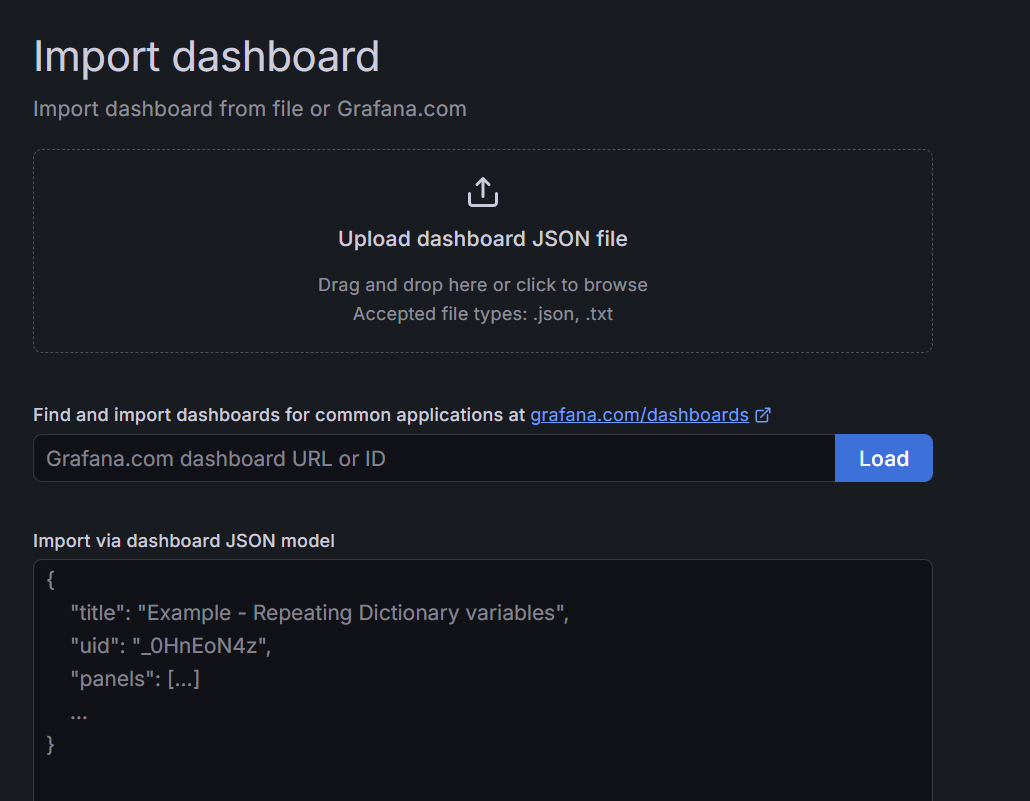 Import dashboard
Import dashboard from file or Grafana.com
Upload dashboard JSON file
Drag and drop here or click to browse
Accepted file types: .json, .txt
Find and import dashboards for common applications at grafana.com/dashboards
Grafana.com dashboard URL or ID
Load
Import via dashboard JSON model
{
"title": "Example - Repeating Dictionary variables",
"uid": "_0HnEoN4z",
"panels": [...]
...
}